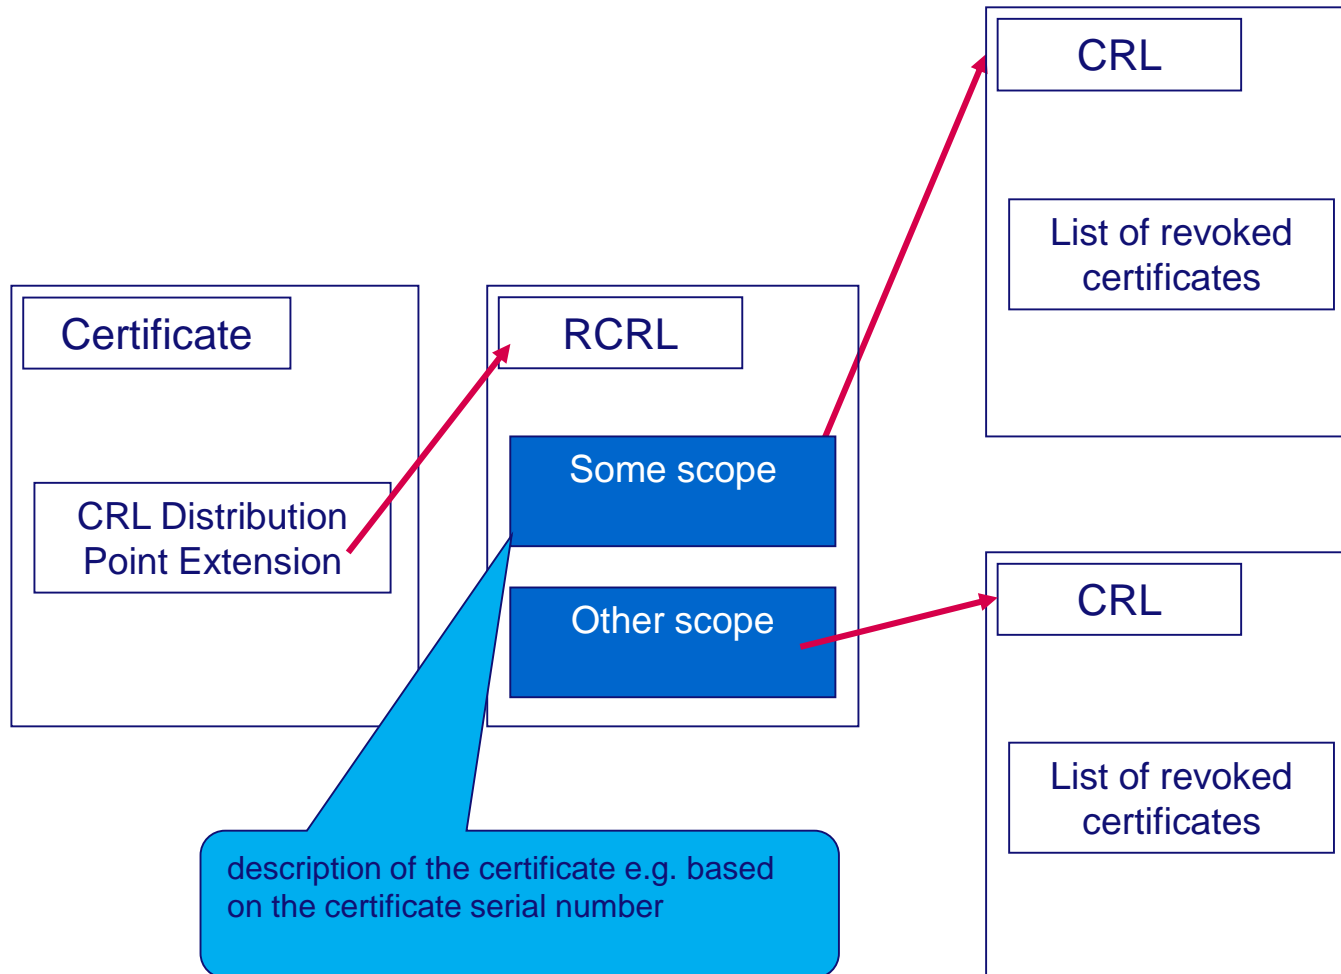 Certificate
CRL Distribution
Point Extension
RCRL
Some scope
Other scope
CRL
List of revoked
certificates
CRL
List of revoked
certificates
description of the certificate e.g. based
on the certificate serial number